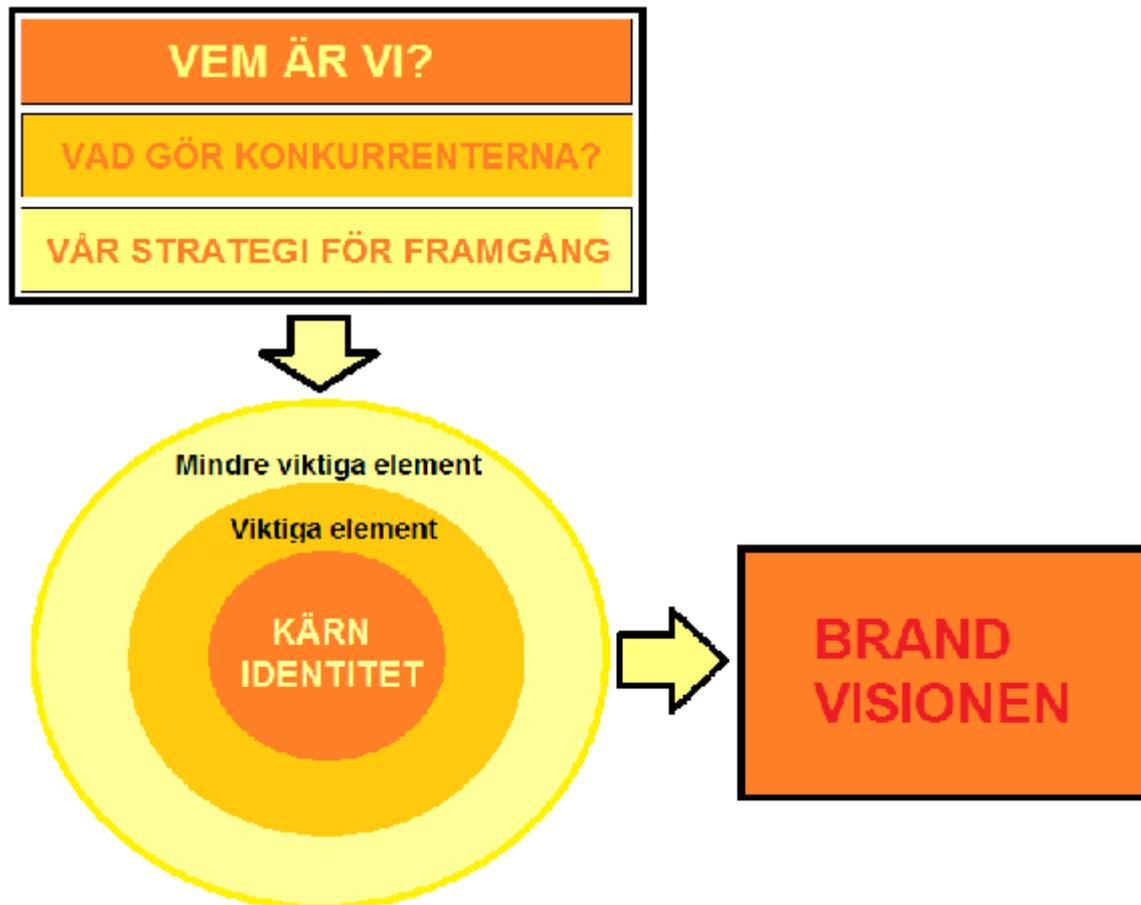 VEM ÄR VI?
VAD GÖR KONKURRENTERNA?
VÅR STRATEGI FÖR FRAMGÅNG
Mindre viktiga element
Viktiga element
KÄRN
IDENTITET
BRAND
VISIONEN